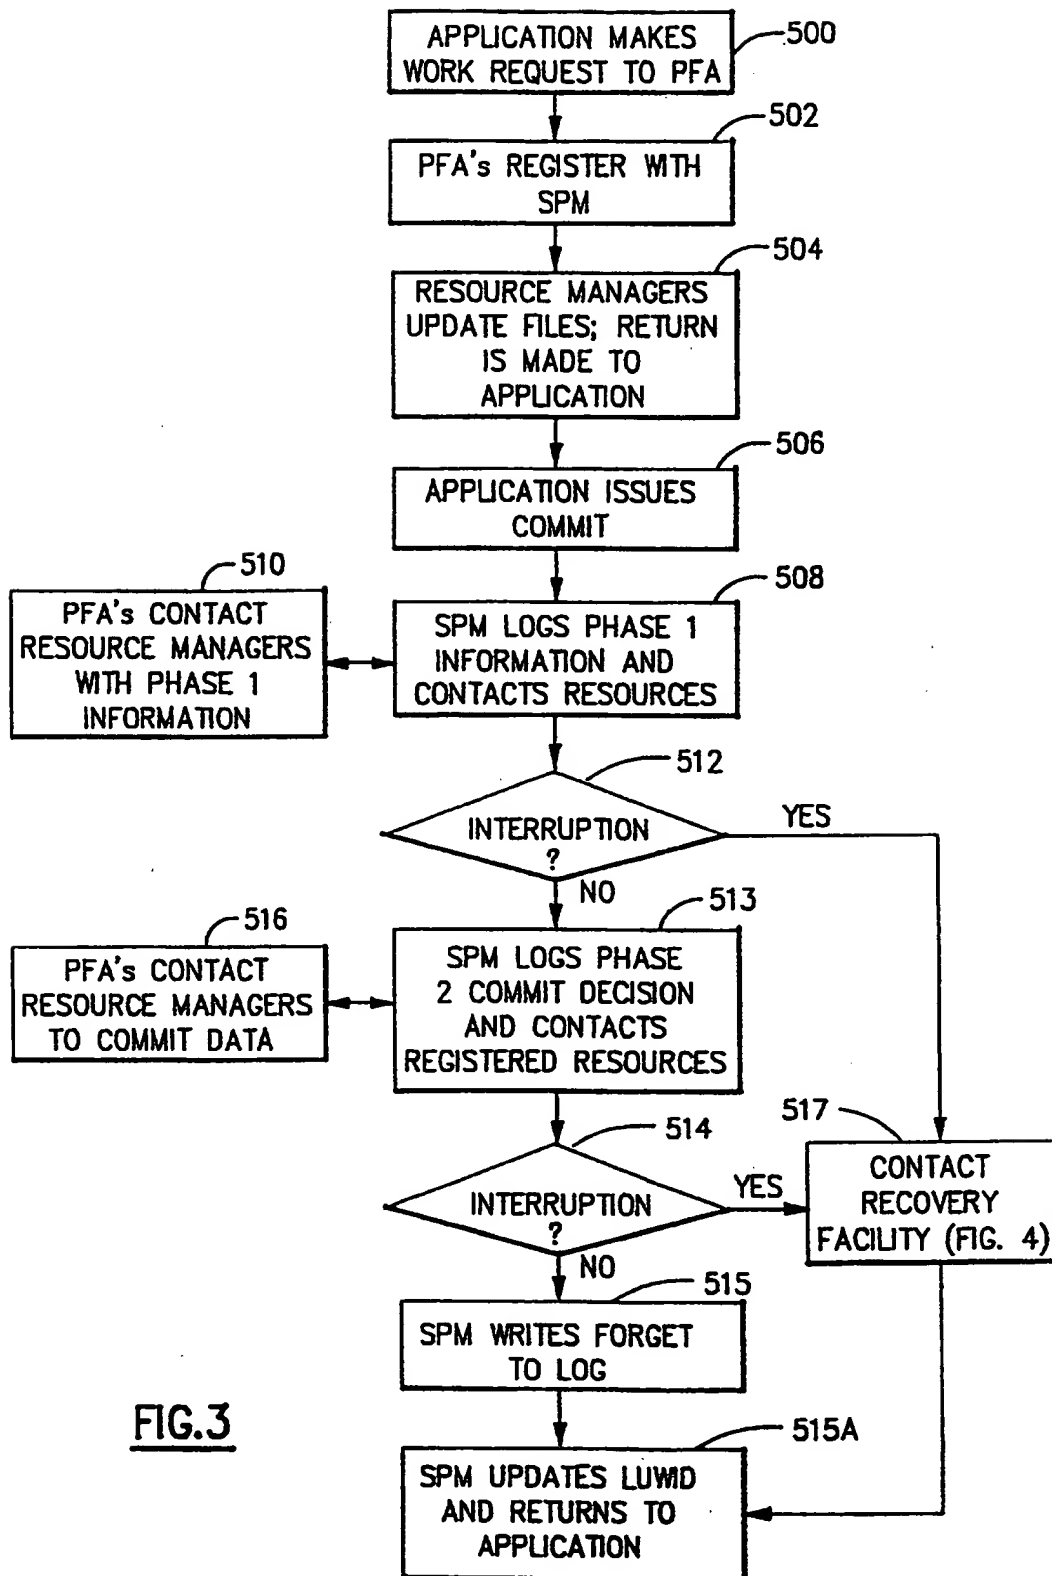 APPLICATION MAKES
WORK REQUEST TO PFA
500
PFA's REGISTER WITH
SPM
502
RESOURCE MANAGERS
UPDATE FILES; RETURN
IS MADE TO
APPLICATION
504
APPLICATION ISSUES
COMMIT
506
PFA's CONTACT
RESOURCE MANAGERS
WITH PHASE 1
INFORMATION
510
SPM LOGS PHASE 1
INFORMATION AND
CONTACTS RESOURCES
508
INTERRUPTION
?
512
YES
NO
PFA's CONTACT
RESOURCE MANAGERS
TO COMMIT DATA
516
SPM LOGS PHASE
2 COMMIT DECISION
AND CONTACTS
REGISTERED RESOURCES
513
INTERRUPTION
?
514
YES
NO
CONTACT
RECOVERY
FACILITY (FIG. 4)
517
SPM WRITES FORGET
TO LOG
515
SPM UPDATES LUWID
AND RETURNS TO
APPLICATION
515A
FIG.3